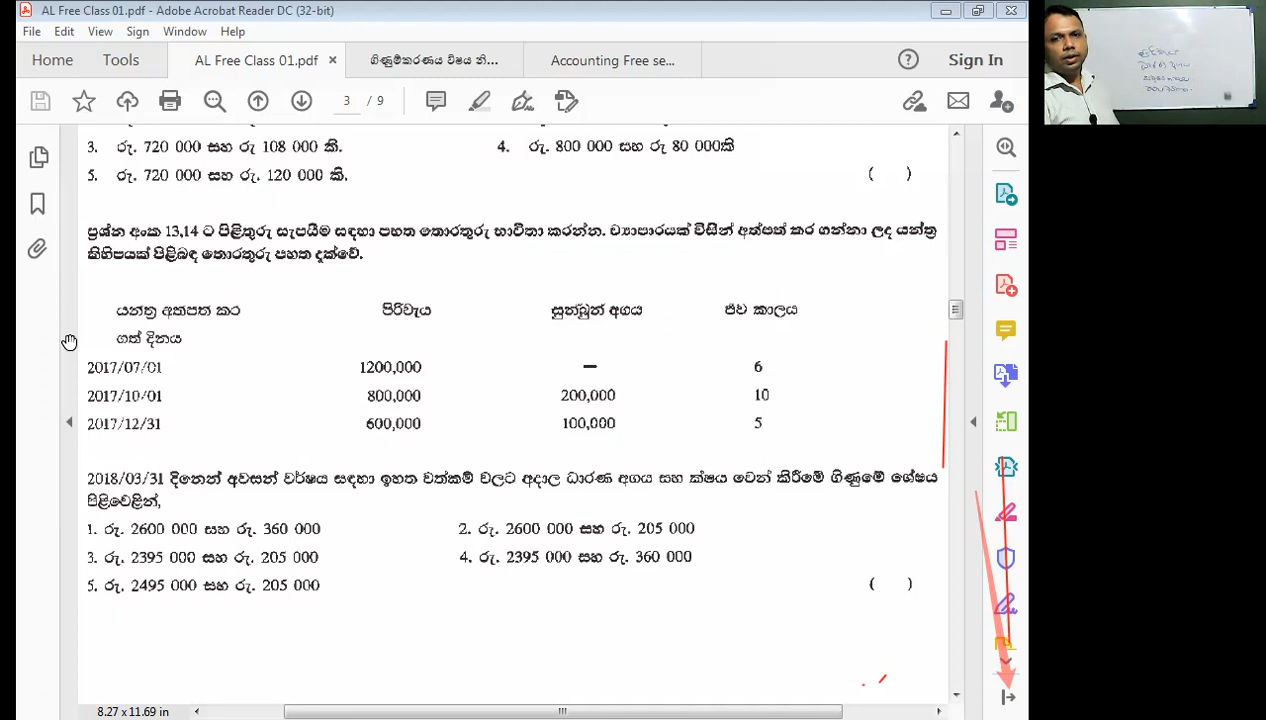 AL Free Class 01.pdf - Adobe Acrobat Reader DC (32-bit)
File Edit View Sign Window Help
Home Tools AL Free Class 01.pdf × ගිණුම්කරණය විෂය නි... Accounting Free se... Sign In
3 / 9
3. රු. 720 000 සහ රු 108 000 කි. 4. රු. 800 000 සහ රු 80 000කි
5. රු. 720 000 සහ රු. 120 000 කි. ( )
ප්‍රශ්න අංක 13,14 ට පිළිතුරු සැපයීම සඳහා පහත තොරතුරු භාවිතා කරන්න. ව්‍යාපාරයක් විසින් අත්පත් කර ගන්නා ලද යන්ත්‍ර
කිහිපයක් පිළිබඳ තොරතුරු පහත දැක්වේ.
යන්ත්‍ර අත්පත් කර පිරිවැය සුන්බුන් අගය ජීව කාලය
ගත් දිනය
2017/07/01 1200,000 – 6
2017/10/01 800,000 200,000 10
2017/12/31 600,000 100,000 5
2018/03/31 දිනෙන් අවසන් වර්ෂය සඳහා ඉහත වත්කම් වලට අදාල ධාරණ අගය සහ ක්ෂය වෙන් කිරීමේ ගිණුමේ ශේෂය
පිළිවෙළින්,
1. රු. 2600 000 සහ රු. 360 000 2. රු. 2600 000 සහ රු. 205 000
3. රු. 2395 000 සහ රු. 205 000 4. රු. 2395 000 සහ රු. 360 000
5. රු. 2495 000 සහ රු. 205 000 ( )
8.27 x 11.69 in